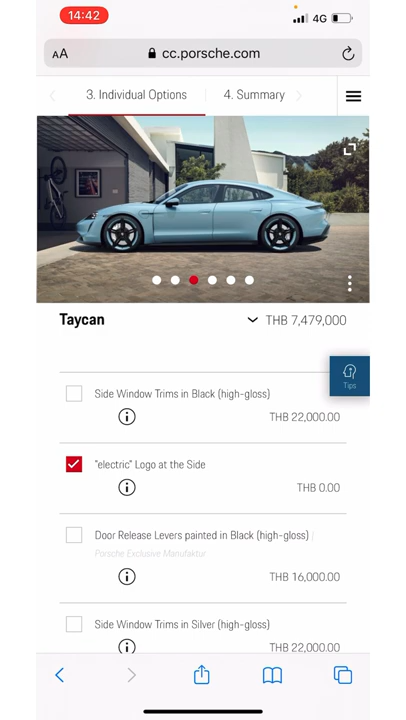 14:42
4G
AA
cc.porsche.com
3. Individual Options
4. Summary
Taycan
THB 7,479,000
Tips
Side Window Trims in Black (high-gloss)
THB 22,000.00
"electric" Logo at the Side
THB 0.00
Door Release Levers painted in Black (high-gloss)
Porsche Exclusive Manufaktur
THB 16,000.00
Side Window Trims in Silver (high-gloss)
THB 22,000.00